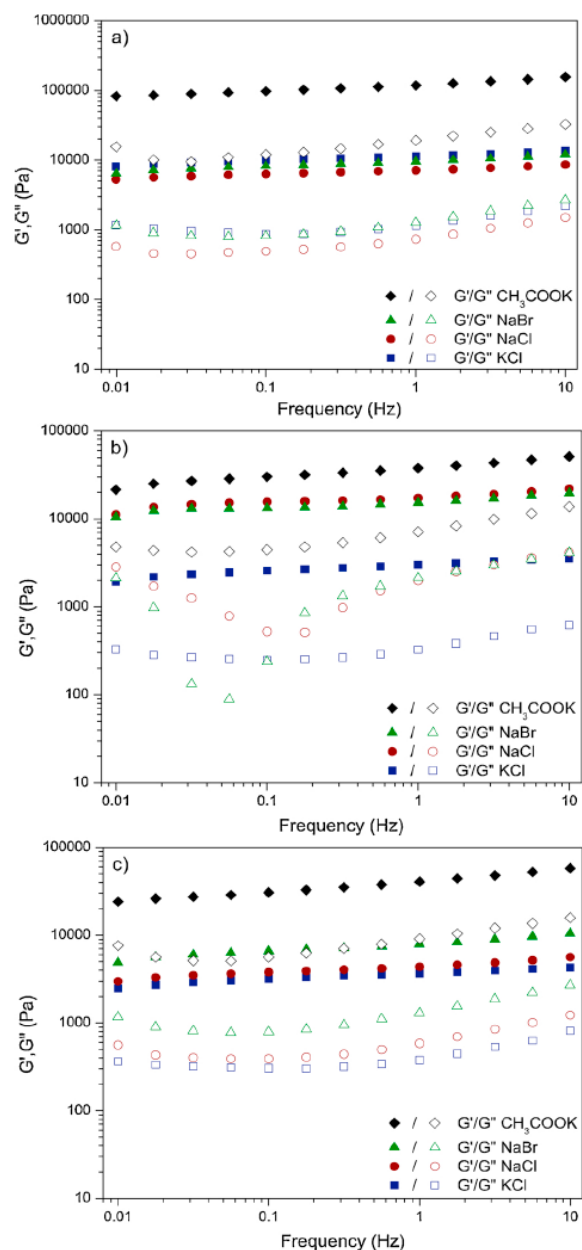 a)
1000000
100000
10000
1000
100
10
G',G'' (Pa)
◆ / ◇ G'/G'' CH₃COOK
▲ / △ G'/G'' NaBr
● / ○ G'/G'' NaCl
■ / □ G'/G'' KCl
0.01 0.1 1 10
Frequency (Hz)
b)
100000
10000
1000
100
10
G',G'' (Pa)
◆ / ◇ G'/G'' CH₃COOK
▲ / △ G'/G'' NaBr
● / ○ G'/G'' NaCl
■ / □ G'/G'' KCl
0.01 0.1 1 10
Frequency (Hz)
c)
100000
10000
1000
100
10
G',G'' (Pa)
◆ / ◇ G'/G'' CH₃COOK
▲ / △ G'/G'' NaBr
● / ○ G'/G'' NaCl
■ / □ G'/G'' KCl
0.01 0.1 1 10
Frequency (Hz)